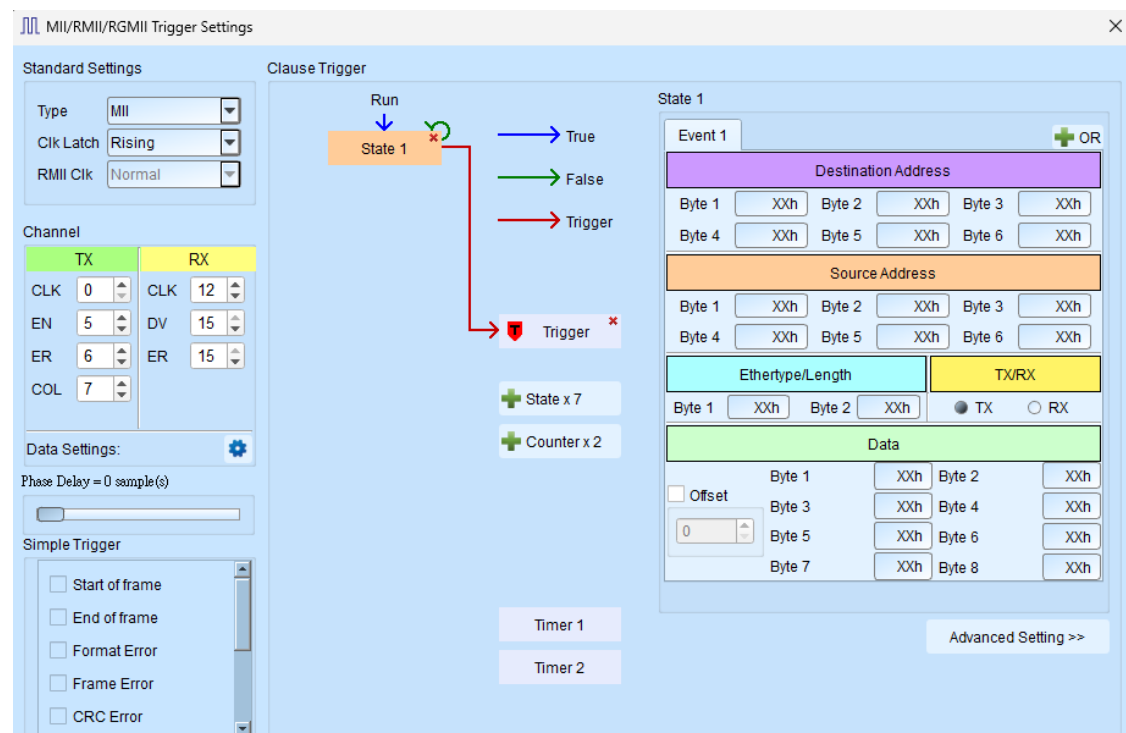 MII/RMII/RGMII Trigger Settings
Standard Settings
Type MII
Clk Latch Rising
RMII Clk Normal
Channel
TX RX
CLK 0 CLK 12
EN 5 DV 15
ER 6 ER 15
COL 7
Data Settings:
Phase Delay = 0 sample(s)
Simple Trigger
Start of frame
End of frame
Format Error
Frame Error
CRC Error
Clause Trigger
Run
State 1
True
False
Trigger
T Trigger
State x 7
Counter x 2
Timer 1
Timer 2
State 1
Event 1 OR
Destination Address
Byte 1 XXh Byte 2 XXh Byte 3 XXh
Byte 4 XXh Byte 5 XXh Byte 6 XXh
Source Address
Byte 1 XXh Byte 2 XXh Byte 3 XXh
Byte 4 XXh Byte 5 XXh Byte 6 XXh
Ethertype/Length TX/RX
Byte 1 XXh Byte 2 XXh TX RX
Data
Offset
0
Byte 1 XXh Byte 2 XXh
Byte 3 XXh Byte 4 XXh
Byte 5 XXh Byte 6 XXh
Byte 7 XXh Byte 8 XXh
Advanced Setting >>